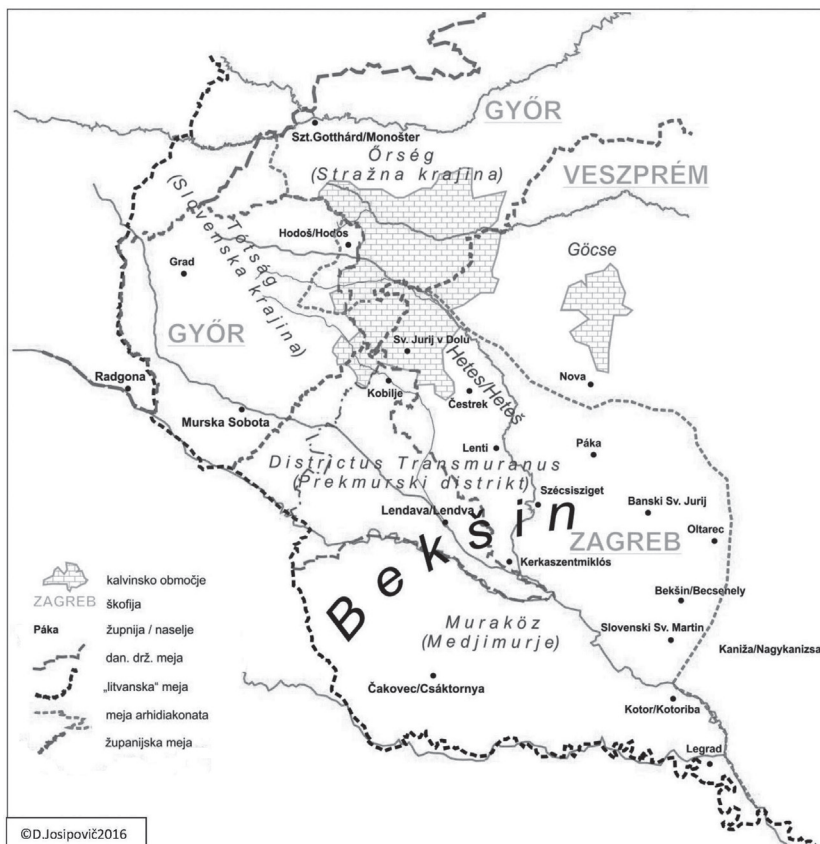 GYŐR
Szt.Gotthárd/Monošter
Őrség
(Stražna krajina)
VESZPRÉM
Tótság
(Slovenska krajina)
Hodoš/Hodos
Göcse
Grad
GYŐR
Sv. Jurij v Dolu
Hetes/Heteš
Radgona
Kobilje
Čestrek
Nova
Murska Sobota
Lenti
Páka
Districtus Transmuranus
(Prekmurski distrikt)
Szécsisziget
Banski Sv. Jurij
Lendava/Lendva
Oltarec
ZAGREB
Bekšin
Kerkaszentmiklós
Bekšin/Becsehely
Muraköz
(Medjimurje)
Slovenski Sv. Martin
Kaniža/Nagykanizsa
Čakovec/Csáktornya
Kotor/Kotoriba
Legrad
kalvinsko območje
ZAGREB škofija
Páka župnija / naselje
dan. drž. meja
„litvanska“ meja
meja arhidiakonata
županijska meja
©D.Josipovič2016